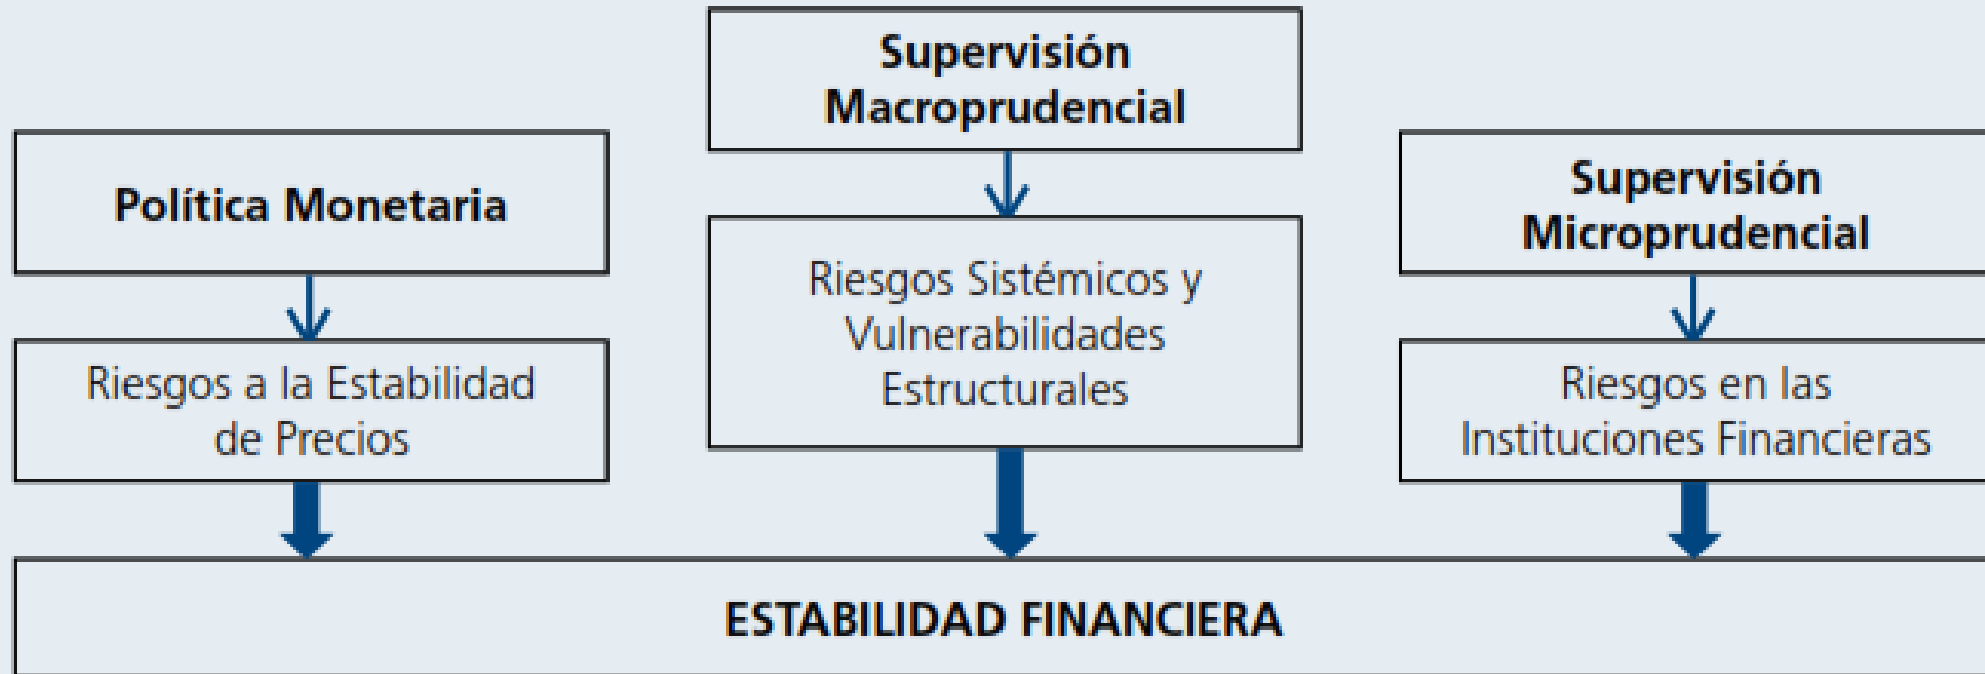 Supervisión
Macroprudencial
Política Monetaria
Supervisión
Microprudencial
Riesgos Sistémicos y
Vulnerabilidades
Estructurales
Riesgos a la Estabilidad
de Precios
Riesgos en las
Instituciones Financieras
ESTABILIDAD FINANCIERA